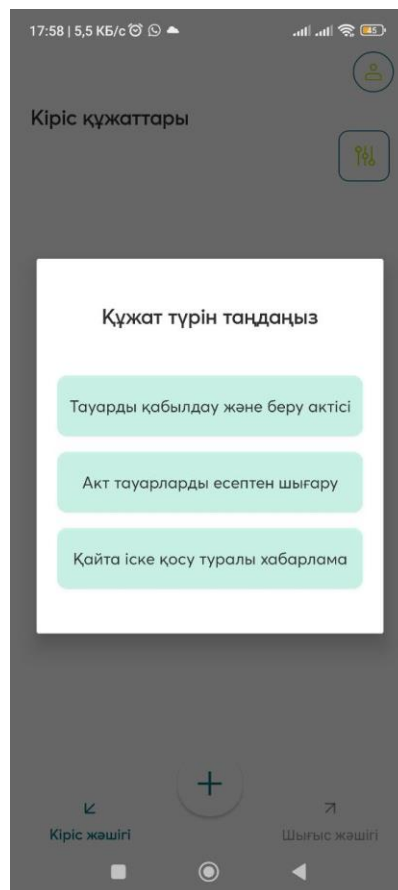 17:58 | 5,5 КБ/с
45
Кіріс құжаттары
Құжат түрін таңдаңыз
Тауарды қабылдау және беру актісі
Акт тауарларды есептен шығару
Қайта іске қосу туралы хабарлама
Кіріс жәшігі
Шығыс жәшігі